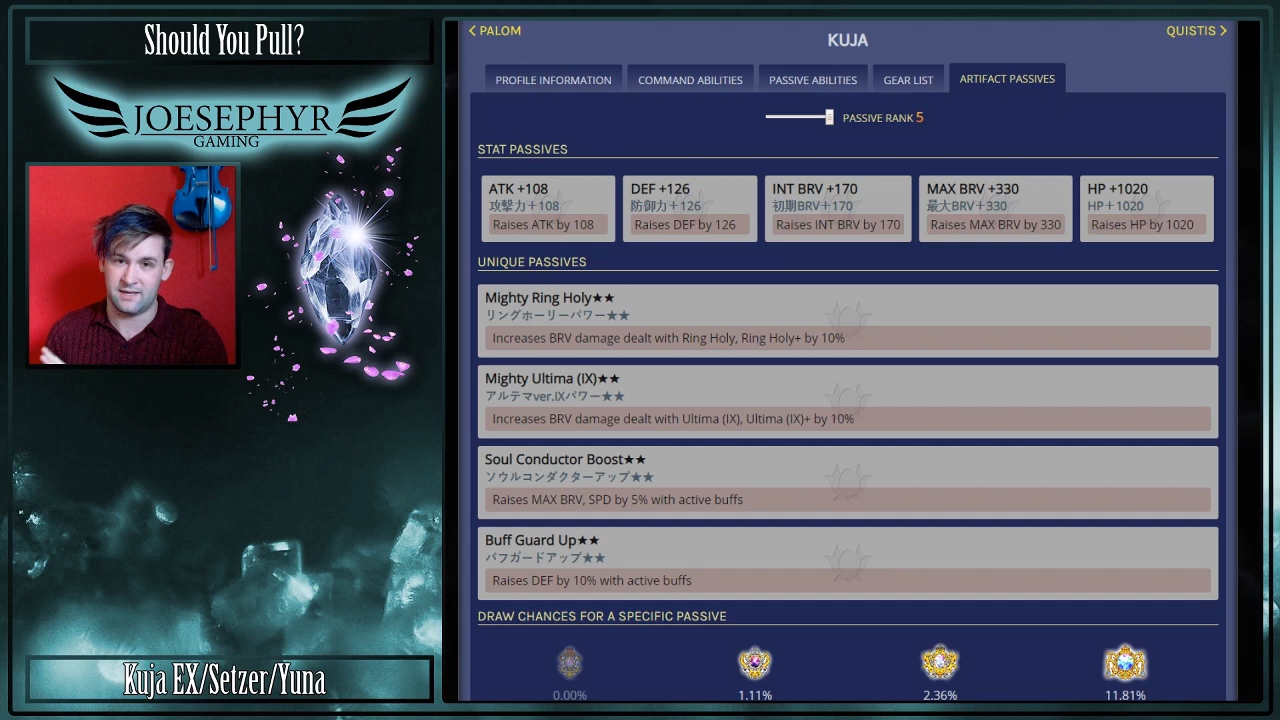 Should You Pull?
JOESEPHYR
GAMING
Kuja EX/Setzer/Yuna
PALOM
KUJA
QUISTIS
PROFILE INFORMATION
COMMAND ABILITIES
PASSIVE ABILITIES
GEAR LIST
ARTIFACT PASSIVES
PASSIVE RANK 5
STAT PASSIVES
ATK +108
攻撃力+108
Raises ATK by 108
DEF +126
防御力+126
Raises DEF by 126
INT BRV +170
初期BRV+170
Raises INT BRV by 170
MAX BRV +330
最大BRV+330
Raises MAX BRV by 330
HP +1020
HP+1020
Raises HP by 1020
UNIQUE PASSIVES
Mighty Ring Holy★★
リングホーリーパワー★★
Increases BRV damage dealt with Ring Holy, Ring Holy+ by 10%
Mighty Ultima (IX)★★
アルテマver.IXパワー★★
Increases BRV damage dealt with Ultima (IX), Ultima (IX)+ by 10%
Soul Conductor Boost★★
ソウルコンダクターアップ★★
Raises MAX BRV, SPD by 5% with active buffs
Buff Guard Up★★
バフガードアップ★★
Raises DEF by 10% with active buffs
DRAW CHANCES FOR A SPECIFIC PASSIVE
0.00%
1.11%
2.36%
11.81%